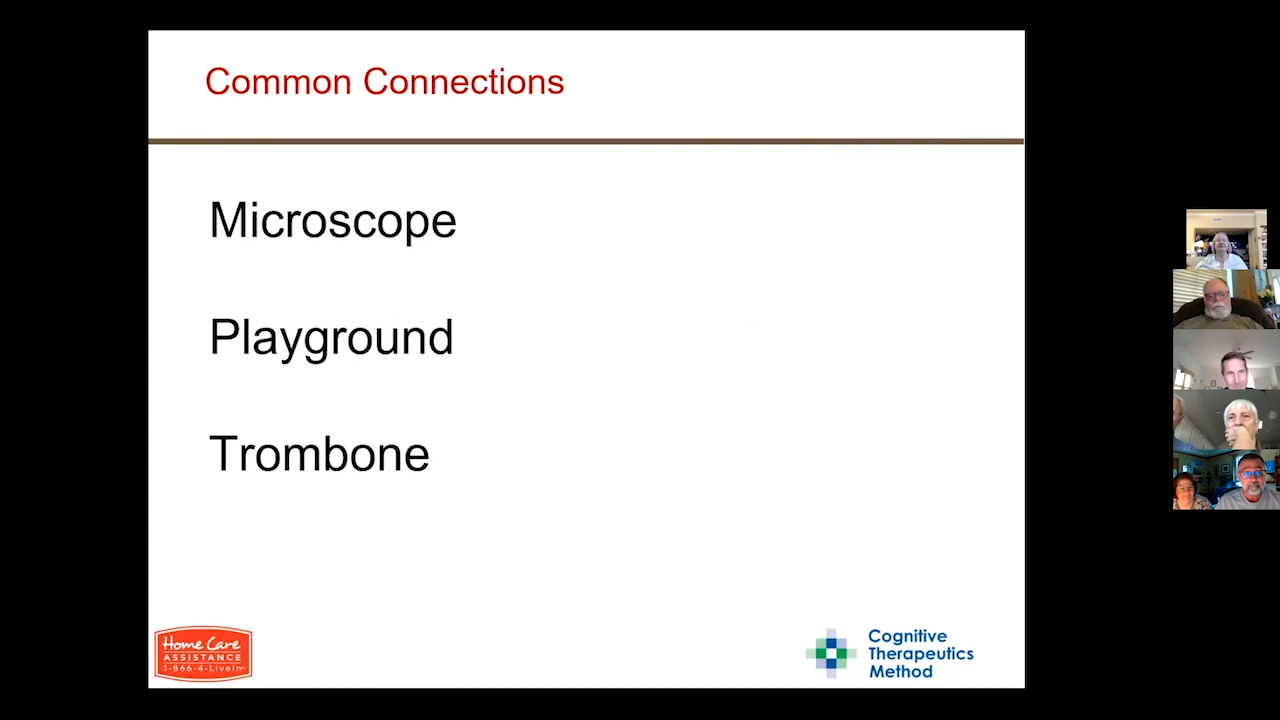 Common Connections
Microscope
Playground
Trombone
Home Care
ASSISTANCE
1-866-4-LiveIn
Cognitive
Therapeutics
Method